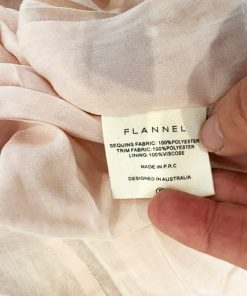 FLANNEL
SEQUINS FABRIC: 100%POLYESTER
TRIM FABRIC: 100%POLYESTER
LINING: 100%VISCOSE
MADE IN P.R.C
DESIGNED IN AUSTRALIA